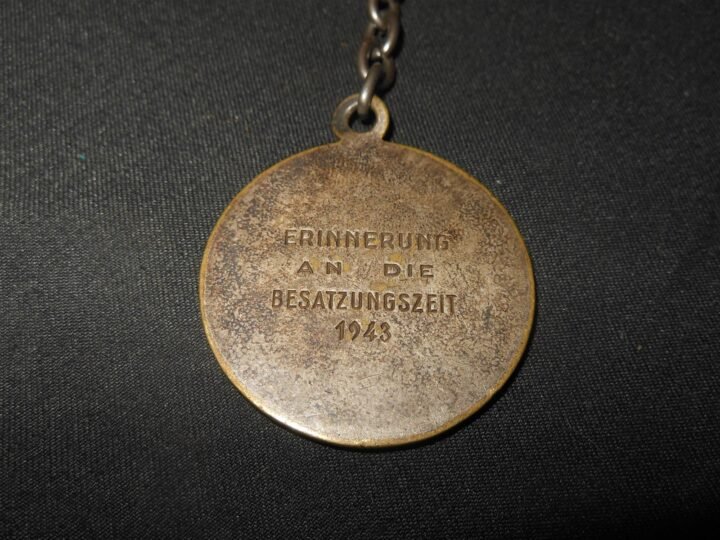 ERINNERUNG
AN DIE
BESATZUNGSZEIT
1943